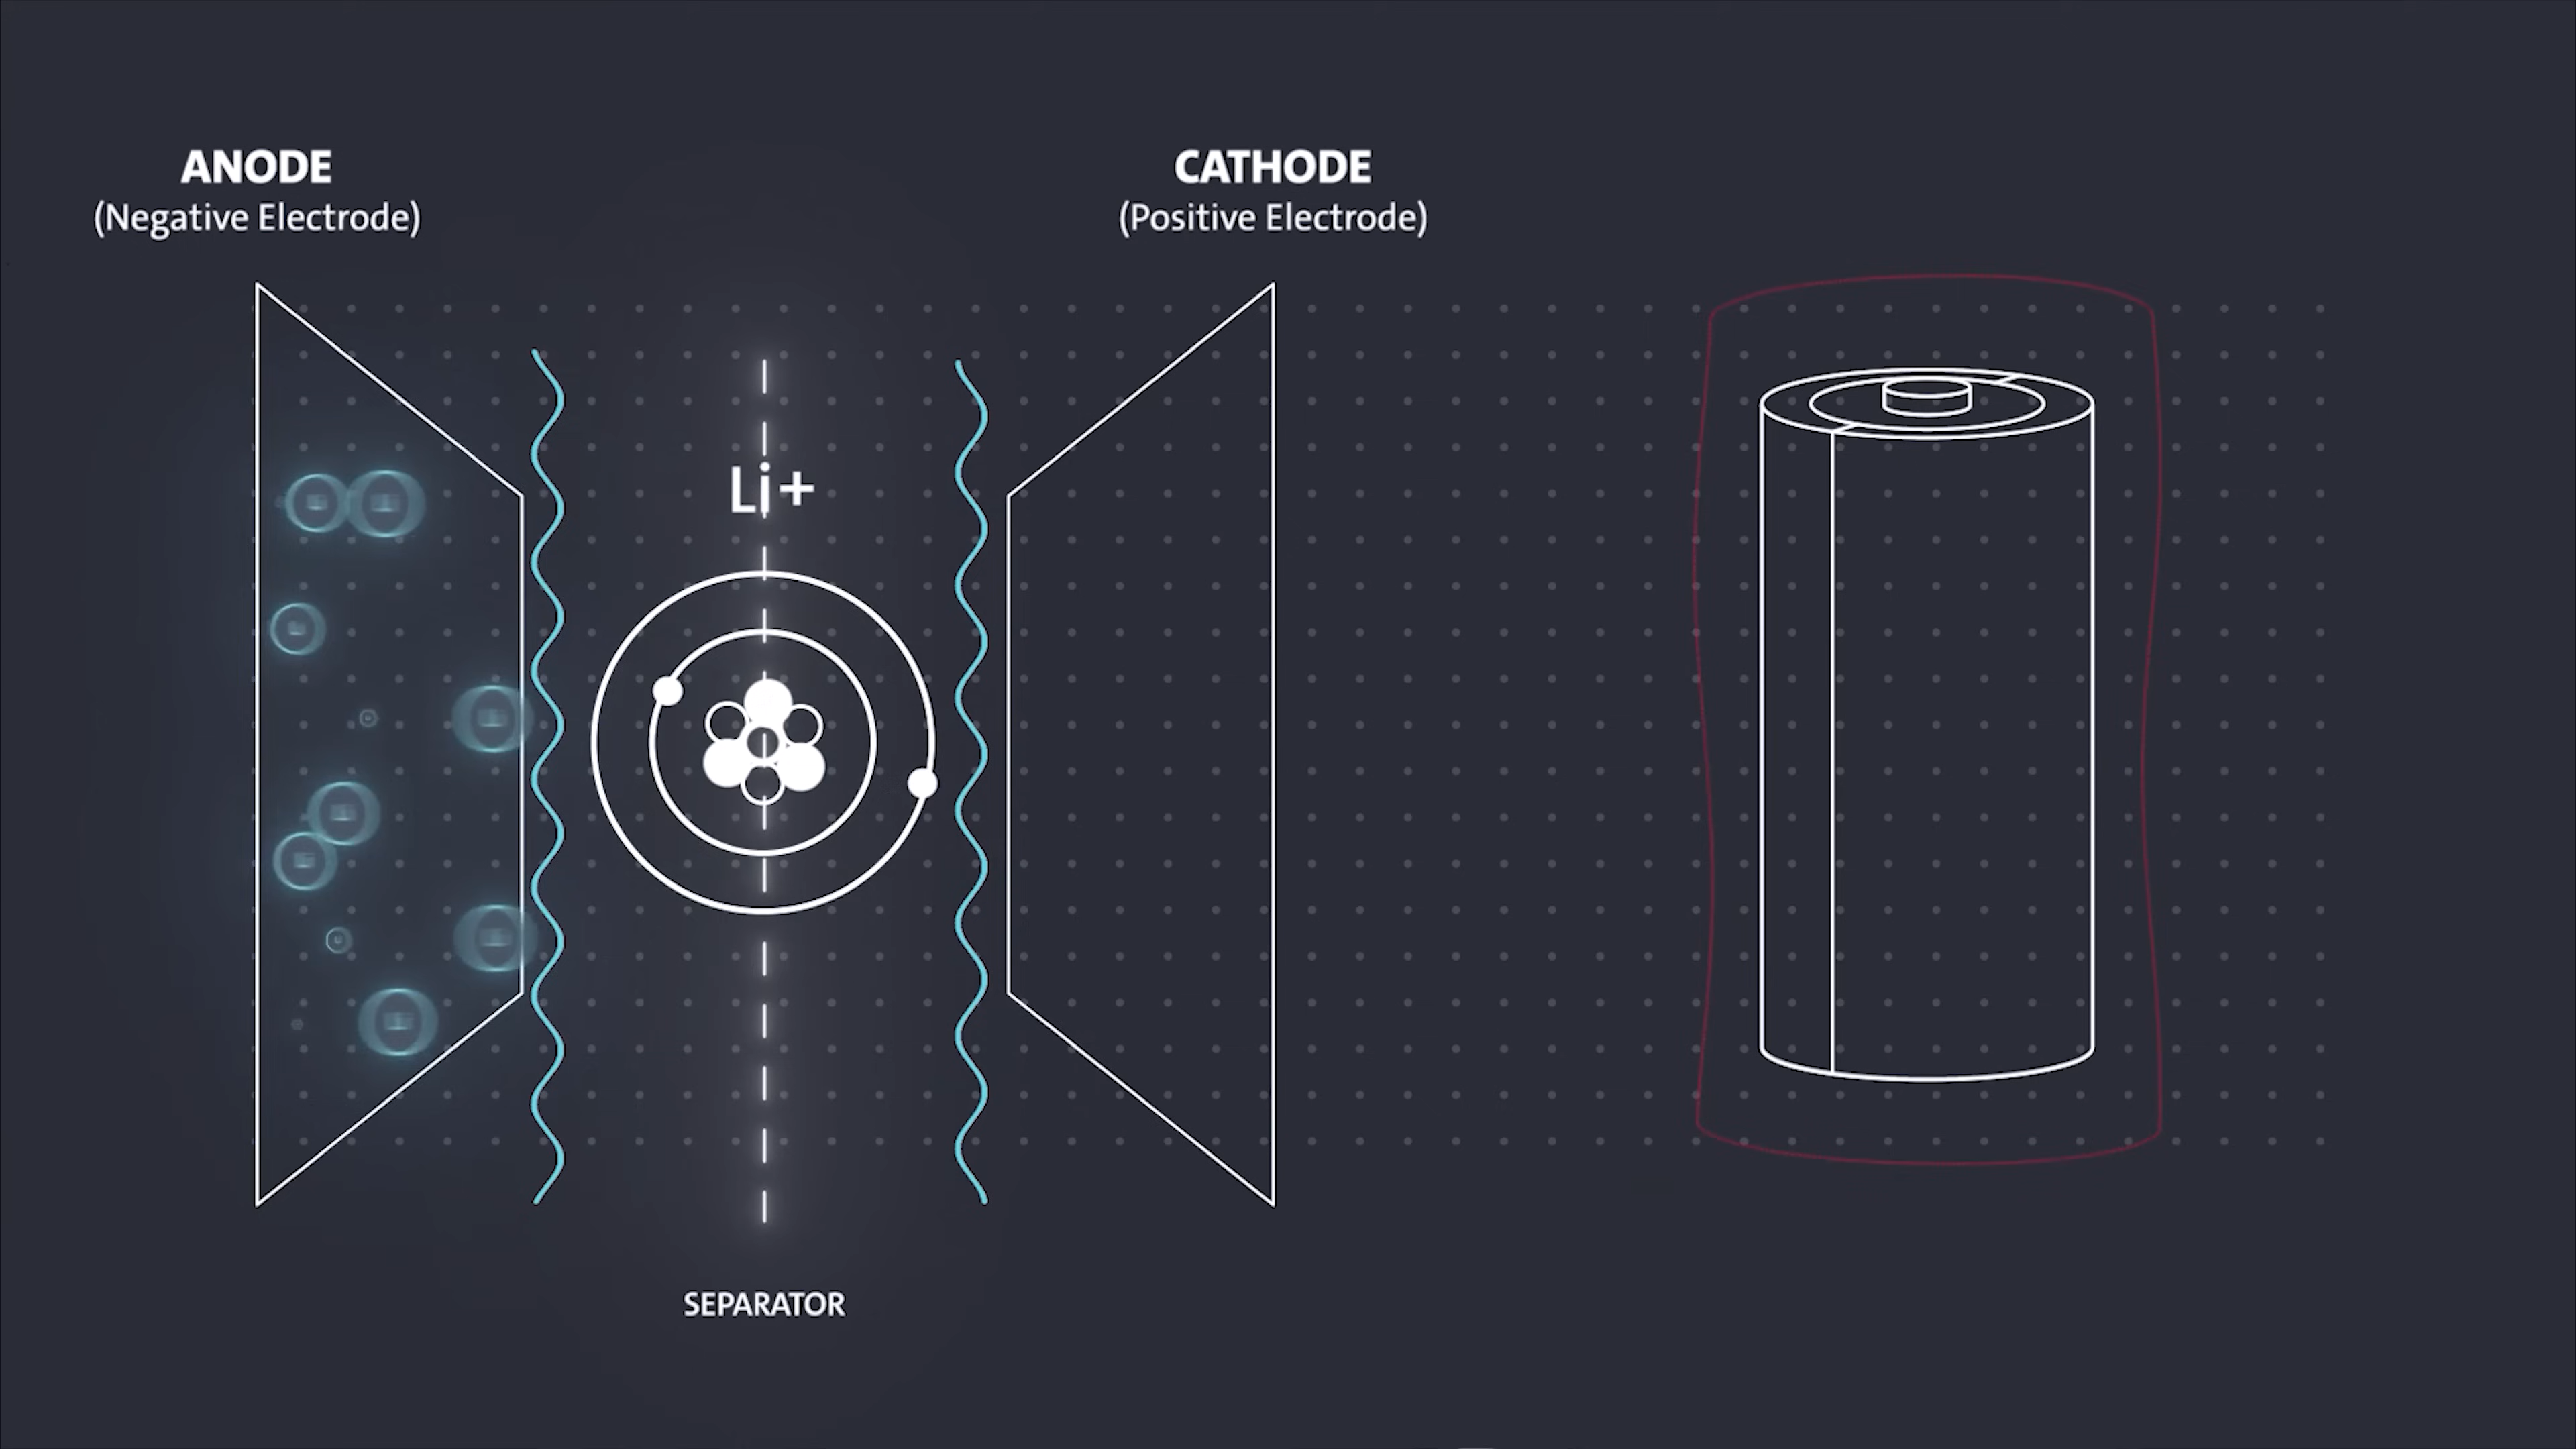 ANODE
(Negative Electrode)
CATHODE
(Positive Electrode)
Li+
SEPARATOR